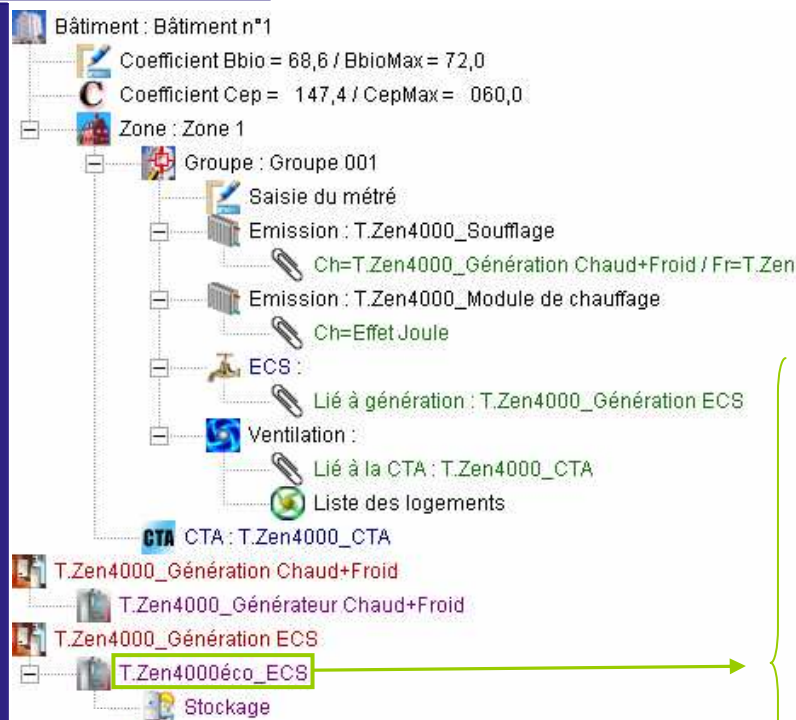 Bâtiment : Bâtiment n°1
Coefficient Bbio = 68,6 / BbioMax = 72,0
C Coefficient Cep = 147,4 / CepMax = 060,0
Zone : Zone 1
Groupe : Groupe 001
Saisie du métré
Emission : T.Zen4000_Soufflage
Ch=T.Zen4000_Génération Chaud+Froid / Fr=T.Zen
Emission : T.Zen4000_Module de chauffage
Ch=Effet Joule
ECS :
Lié à génération : T.Zen4000_Génération ECS
Ventilation :
Lié à la CTA : T.Zen4000_CTA
Liste des logements
CTA CTA : T.Zen4000_CTA
T.Zen4000_Génération Chaud+Froid
T.Zen4000_Générateur Chaud+Froid
T.Zen4000_Génération ECS
T.Zen4000éco_ECS
Stockage